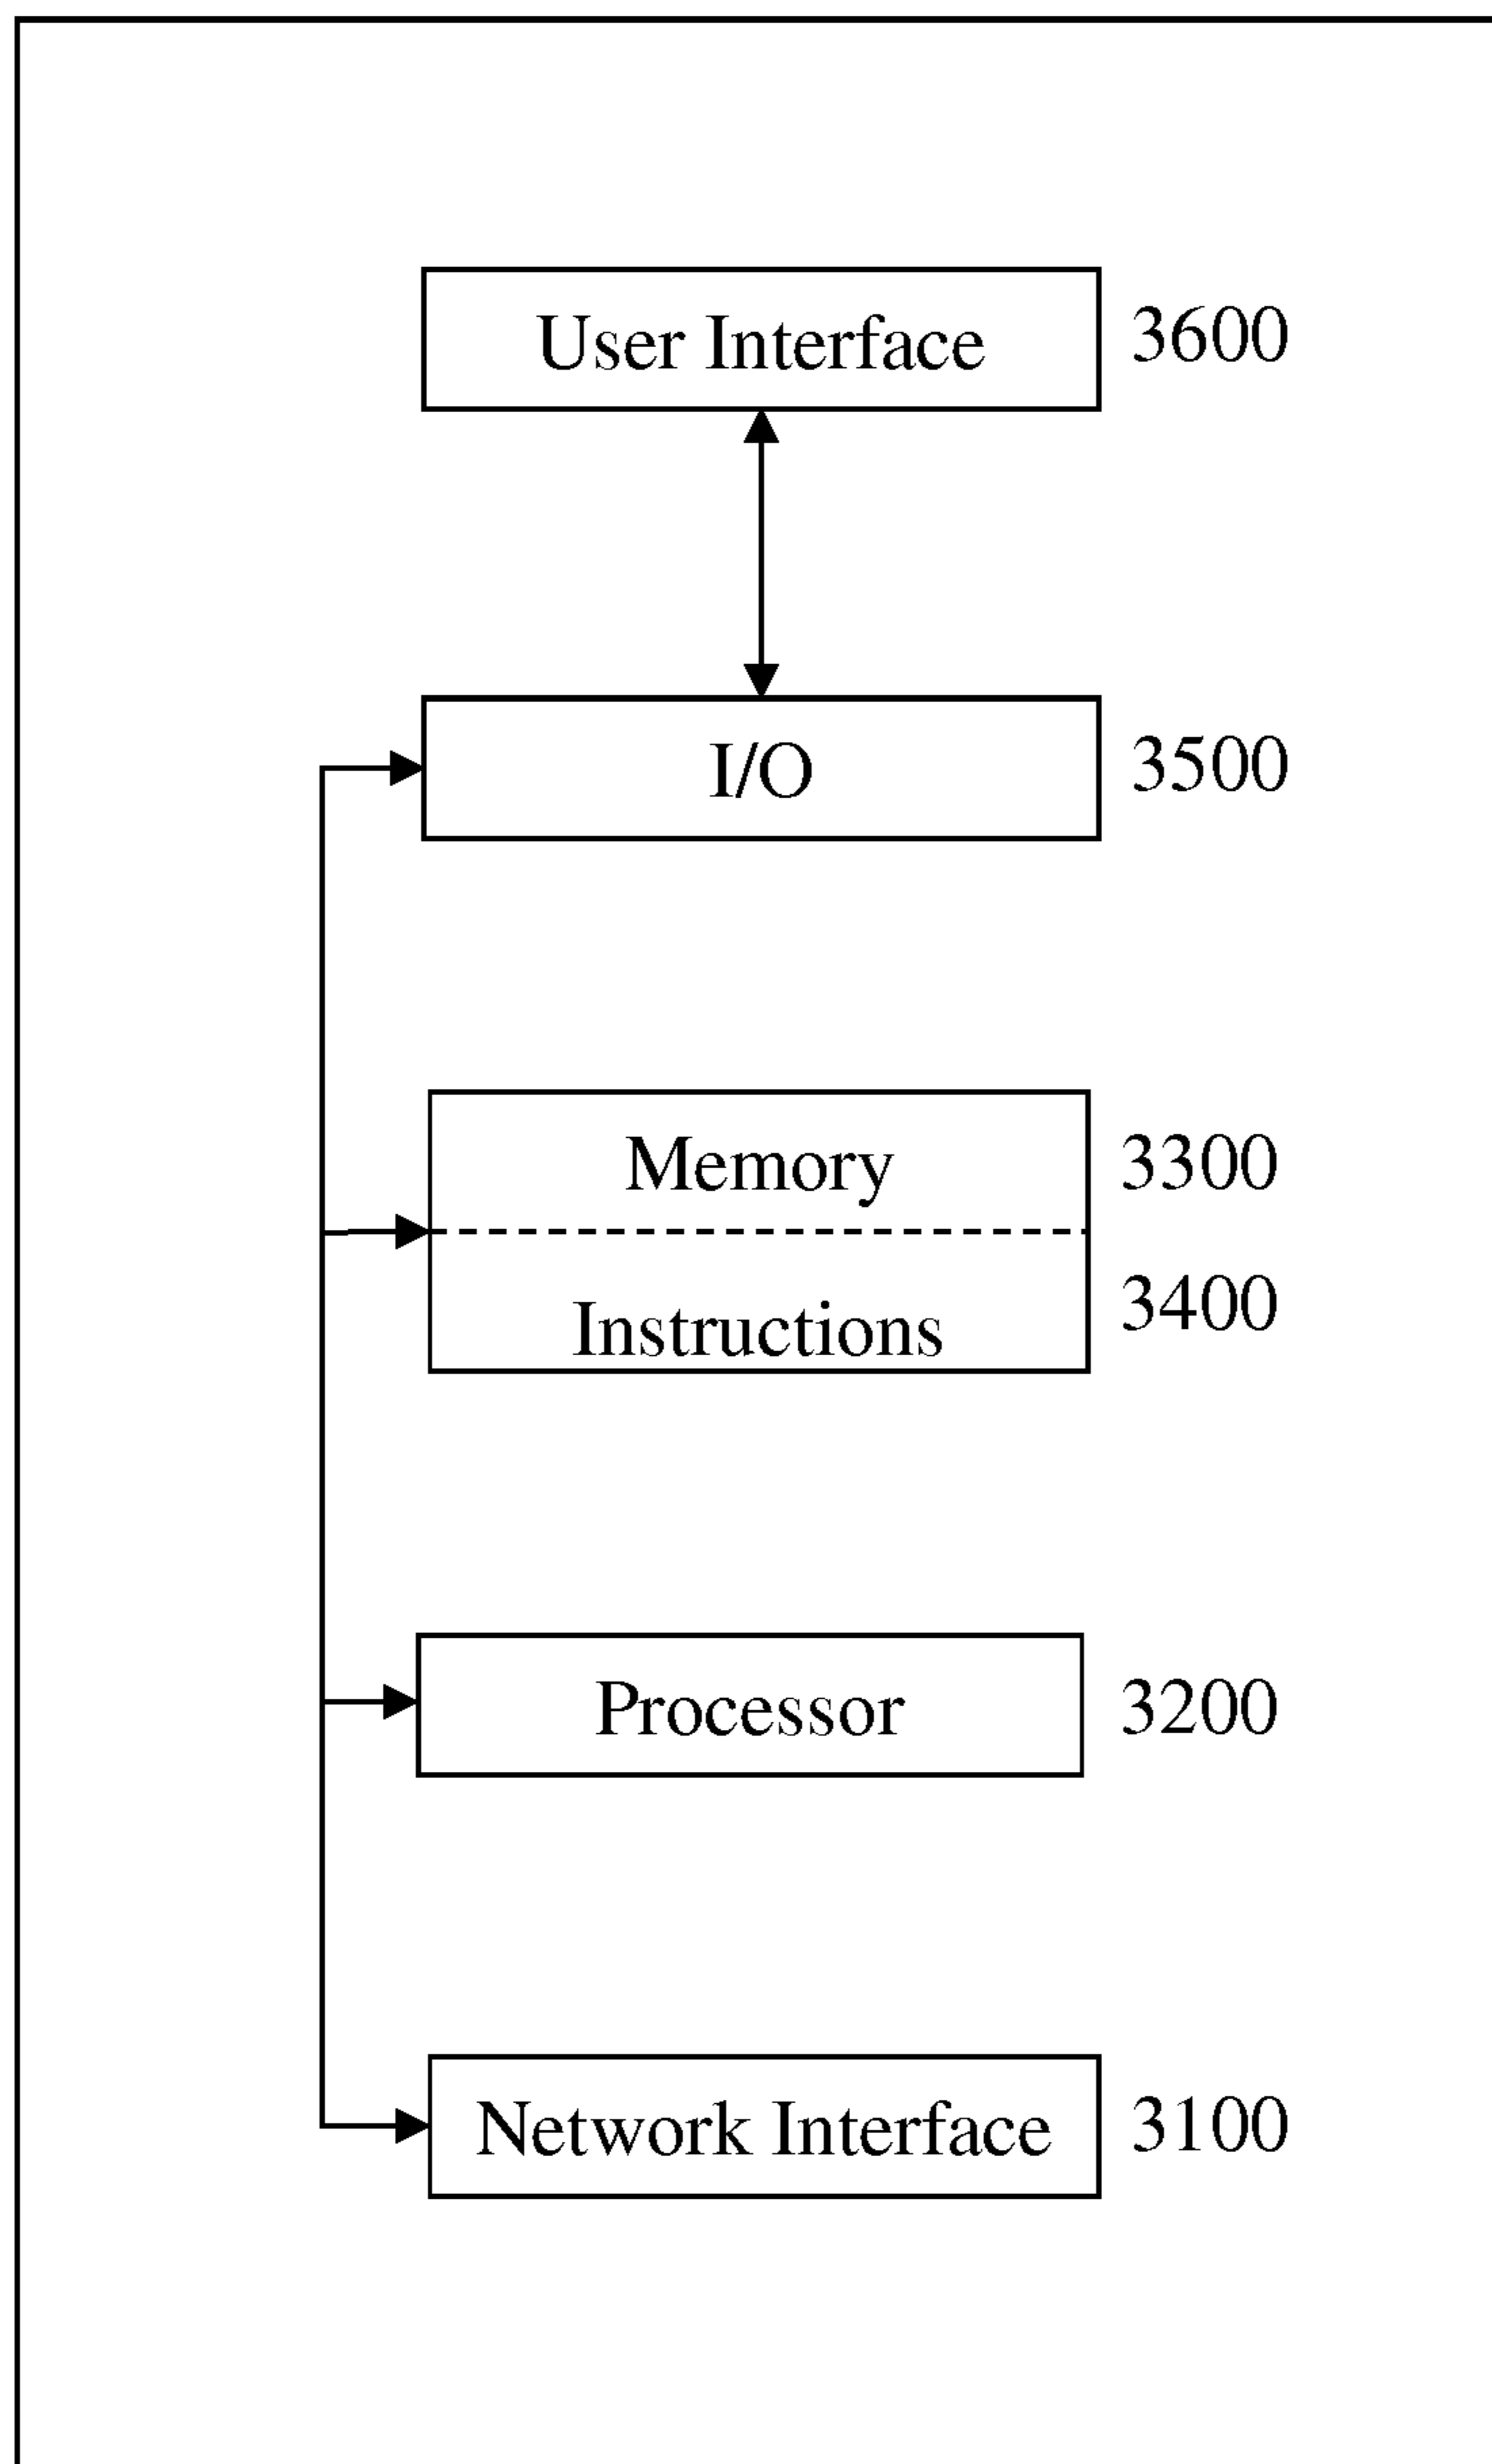 User Interface 3600
I/O 3500
Memory 3300
Instructions 3400
Processor 3200
Network Interface 3100